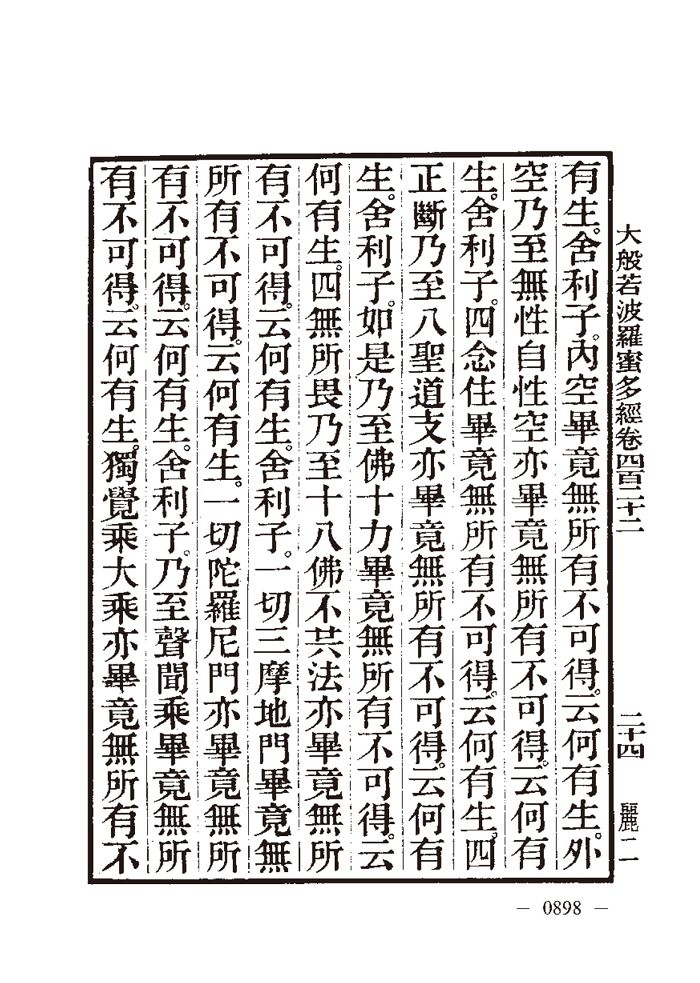 大般若波羅蜜多經卷四百二十二 二十四 麗二
有生。舍利子。內空畢竟無所有不可得。云何有生。外
空乃至無性自性空亦畢竟無所有不可得。云何有
生。舍利子。四念住畢竟無所有不可得。云何有生。四
正斷乃至八聖道支亦畢竟無所有不可得。云何有
生。舍利子。如是乃至佛十力畢竟無所有不可得。云
何有生。四無所畏乃至十八佛不共法亦畢竟無所
有不可得。云何有生。舍利子。一切三摩地門畢竟無
所有不可得。云何有生。一切陀羅尼門亦畢竟無所
有不可得。云何有生。舍利子。乃至聲聞乘畢竟無所
有不可得。云何有生。獨覺乘大乘亦畢竟無所有不
— 0898 —